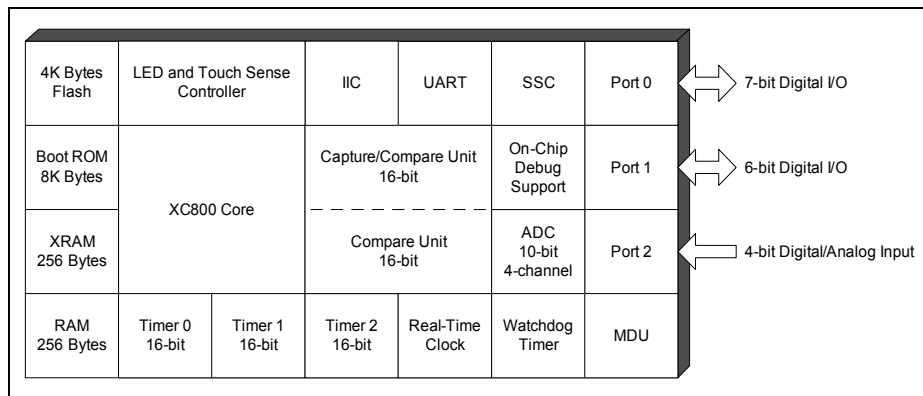 4K Bytes
Flash
LED and Touch Sense
Controller
IIC
UART
SSC
Port 0
7-bit Digital I/O
Boot ROM
8K Bytes
XC800 Core
Capture/Compare Unit
16-bit
On-Chip
Debug
Support
Port 1
6-bit Digital I/O
XRAM
256 Bytes
Compare Unit
16-bit
ADC
10-bit
4-channel
Port 2
4-bit Digital/Analog Input
RAM
256 Bytes
Timer 0
16-bit
Timer 1
16-bit
Timer 2
16-bit
Real-Time
Clock
Watchdog
Timer
MDU